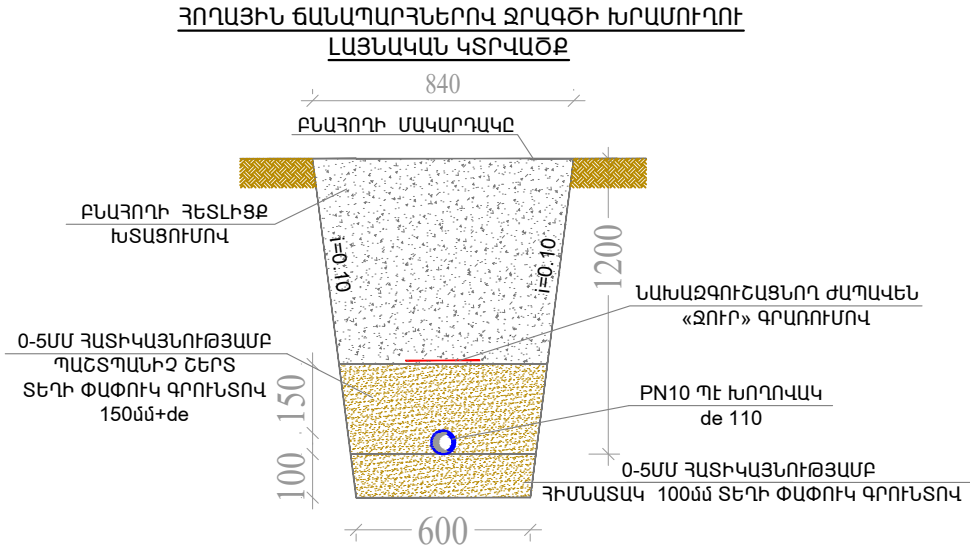 ՀՈՂԱՅԻՆ ՃԱՆԱՊԱՐՀՆԵՐՈՎ ՋՐԱԳԾԻ ԽՐԱՄՈՒՂՈՒ
ԼԱՅՆԱԿԱՆ ԿՏՐՎԱԾՔ
840
ԲՆԱՀՈՂԻ ՄԱԿԱՐԴԱԿԸ
ԲՆԱՀՈՂԻ ՀԵՏԼԻՑՔ
ԽՏԱՑՈՒՄՈՎ
i=0.10
i=0.10
1200
ՆԱԽԱԶԳՈՒՇԱՑՆՈՂ ԺԱՊԱՎԵՆ
«ՋՈՒՐ» ԳՐԱՌՈՒՄՈՎ
0-5ՄՄ ՀԱՏԻԿԱՅՆՈՒԹՅԱՄԲ
ՊԱՇՏՊԱՆԻՉ ՇԵՐՏ
ՏԵՂԻ ՓԱՓՈՒԿ ԳՐՈՒՆՏՈՎ
150մմ+de
150
PN10 ՊԷ ԽՈՂՈՎԱԿ
de 110
100
0-5ՄՄ ՀԱՏԻԿԱՅՆՈՒԹՅԱՄԲ
ՀԻՄՆԱՏԱԿ 100մմ ՏԵՂԻ ՓԱՓՈՒԿ ԳՐՈՒՆՏՈՎ
600